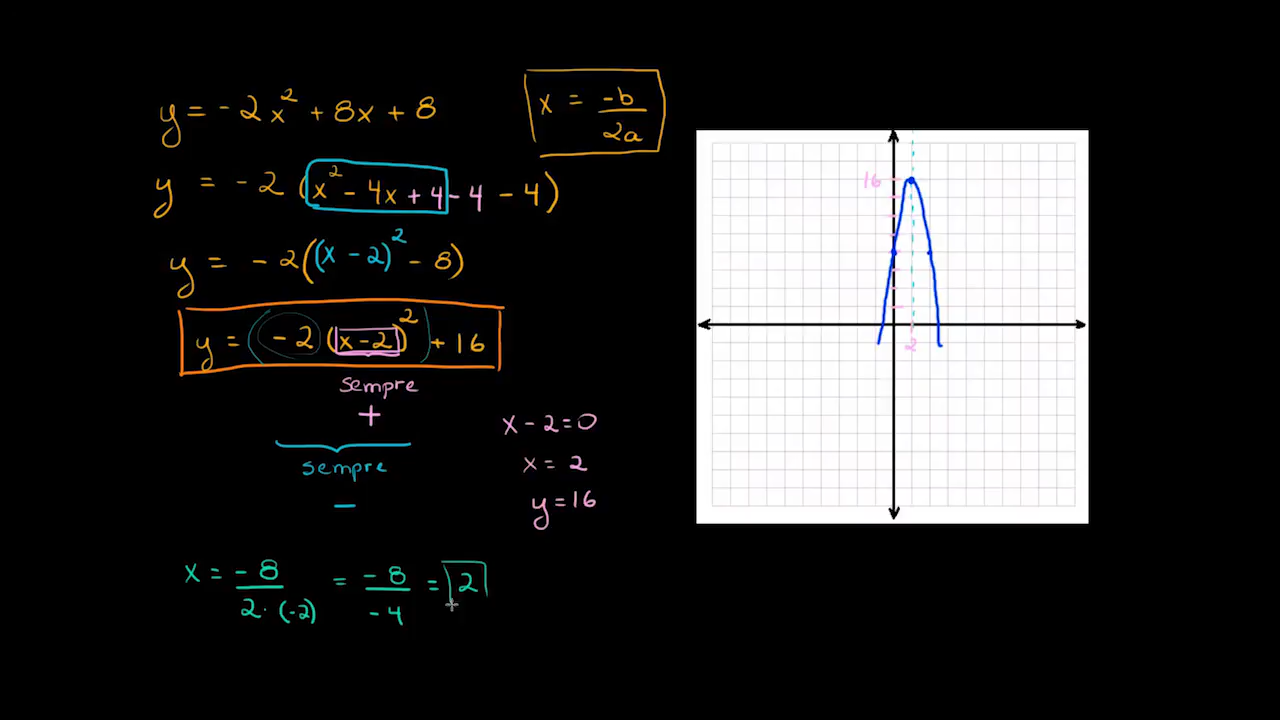 y = -2x² + 8x + 8
x = -b/2a
y = -2(x² - 4x + 4 - 4 - 4)
y = -2((x - 2)² - 8)
y = -2(x - 2)² + 16
sempre
+
sempre
-
x - 2 = 0
x = 2
y = 16
x = -8/2·(-2) = -8/-4 = 2
16
2